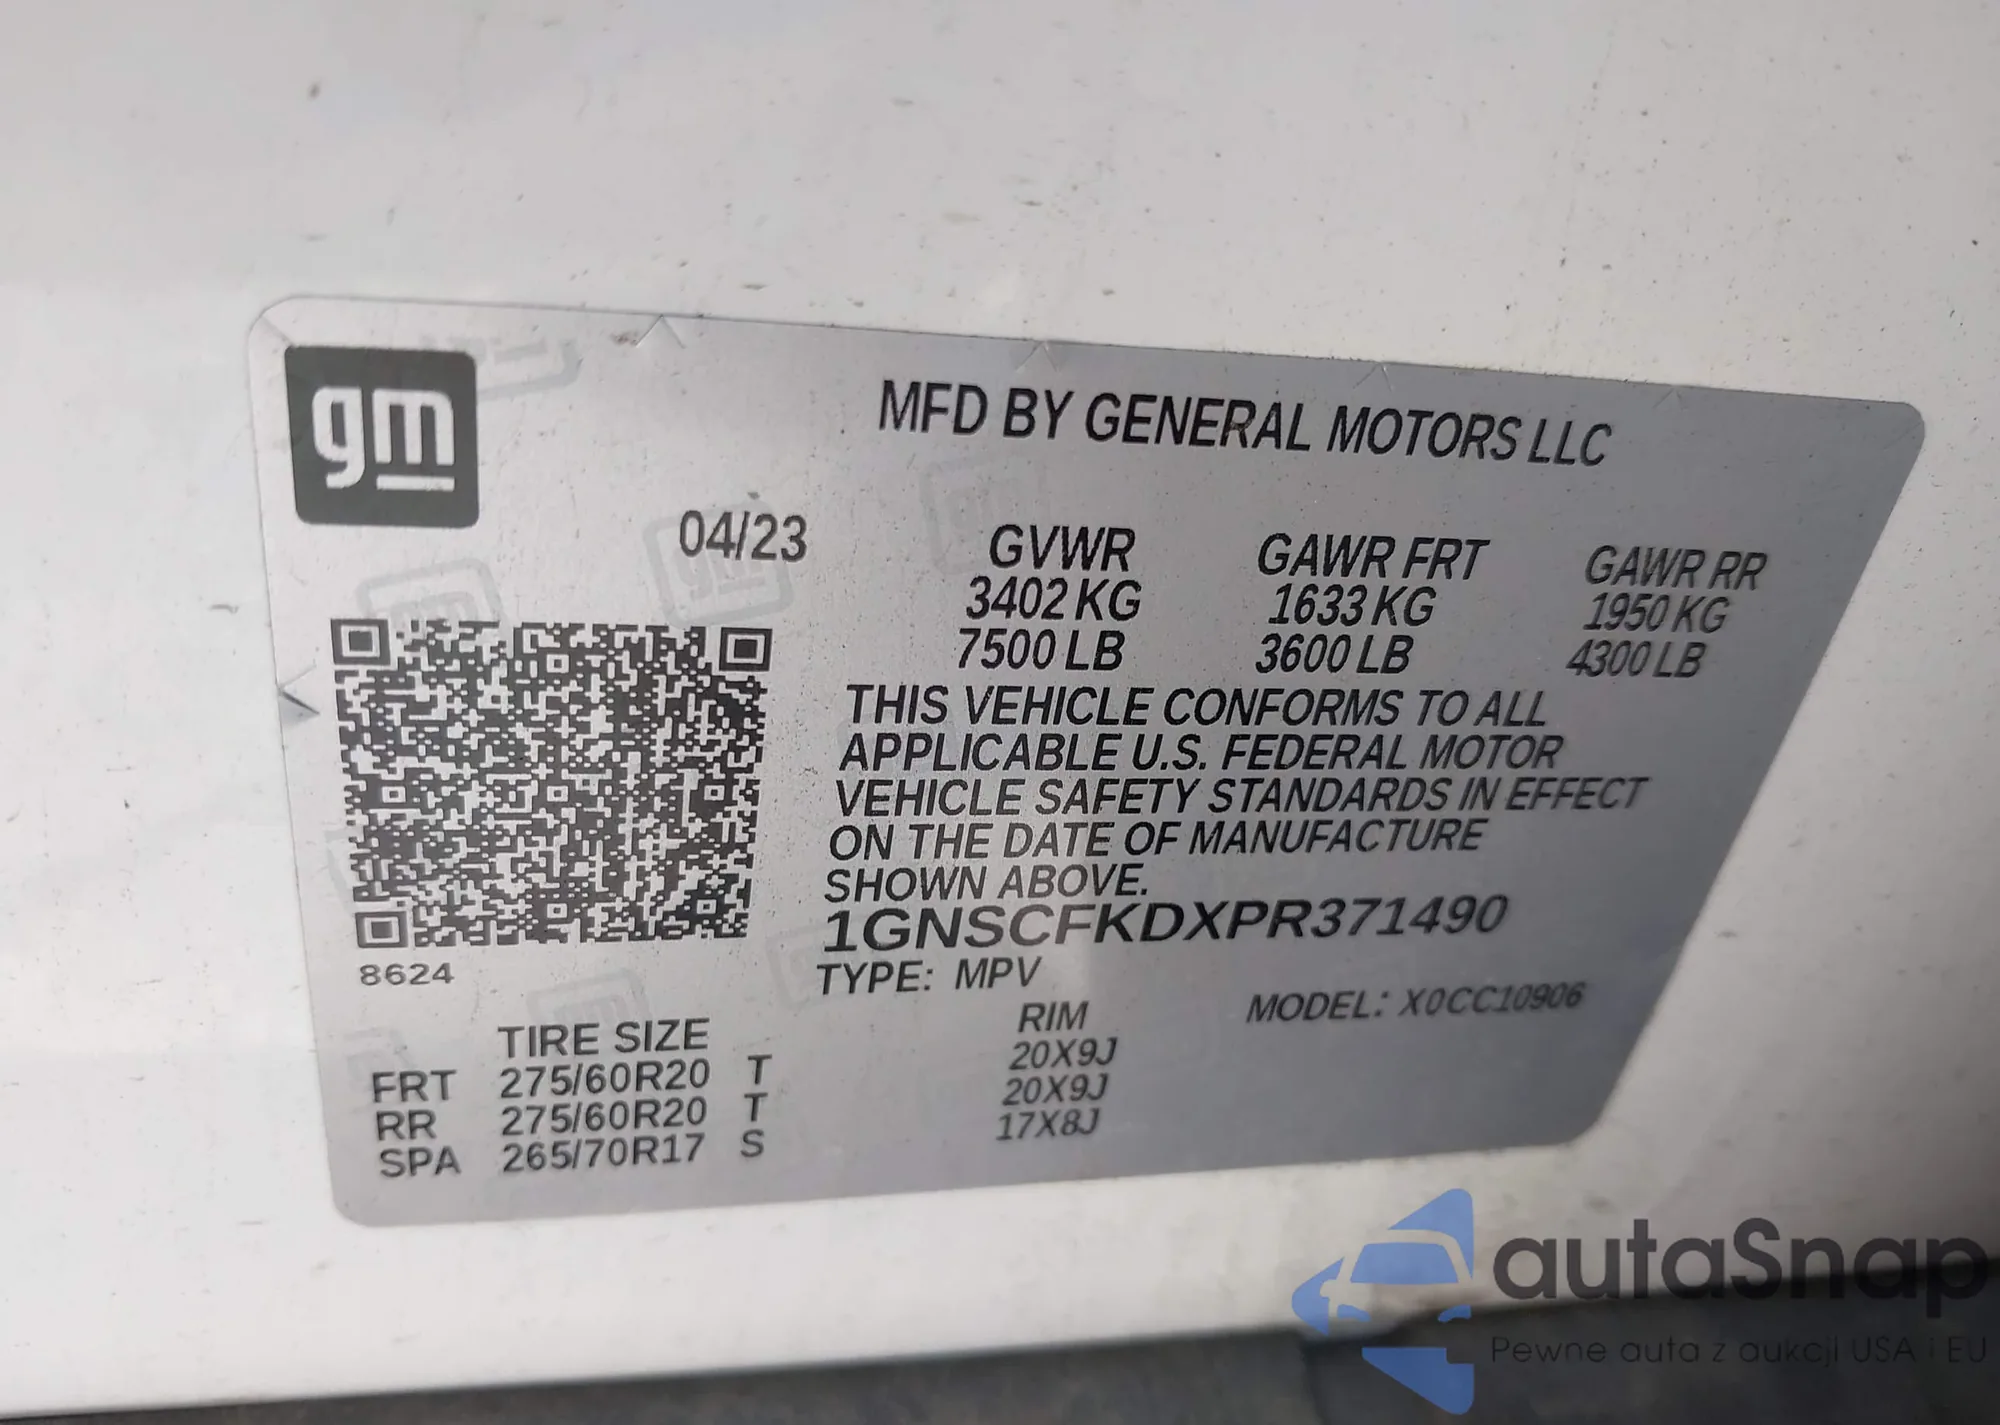 gm
MFD BY GENERAL MOTORS LLC
04/23 GVWR GAWR FRT GAWR RR
3402 KG 1633 KG 1950 KG
7500 LB 3600 LB 4300 LB
THIS VEHICLE CONFORMS TO ALL
APPLICABLE U.S. FEDERAL MOTOR
VEHICLE SAFETY STANDARDS IN EFFECT
ON THE DATE OF MANUFACTURE
SHOWN ABOVE.
1GNSCFKDXPR371490
8624
TYPE: MPV MODEL: X0CC10906
TIRE SIZE RIM
FRT 275/60R20 T 20X9J
RR 275/60R20 T 20X9J
SPA 265/70R17 S 17X8J
autaSnap
Pewne auta z aukcji USA i EU